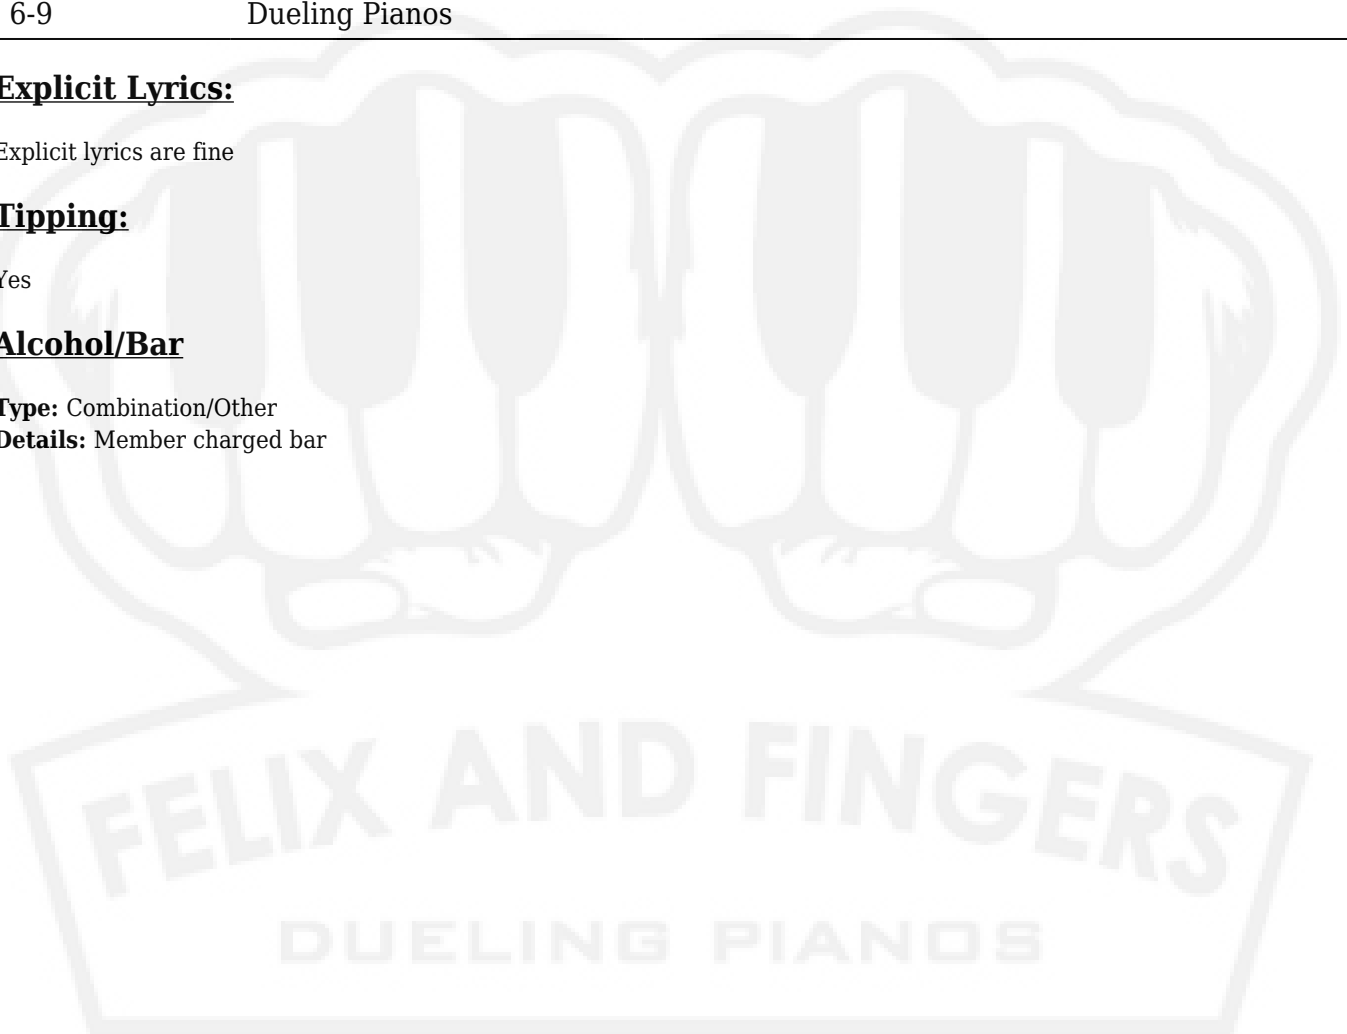 6-9 Dueling Pianos
Explicit Lyrics:
Explicit lyrics are fine
Tipping:
Yes
Alcohol/Bar
Type: Combination/Other
Details: Member charged bar
FELIX AND FINGERS
DUELING PIANOS